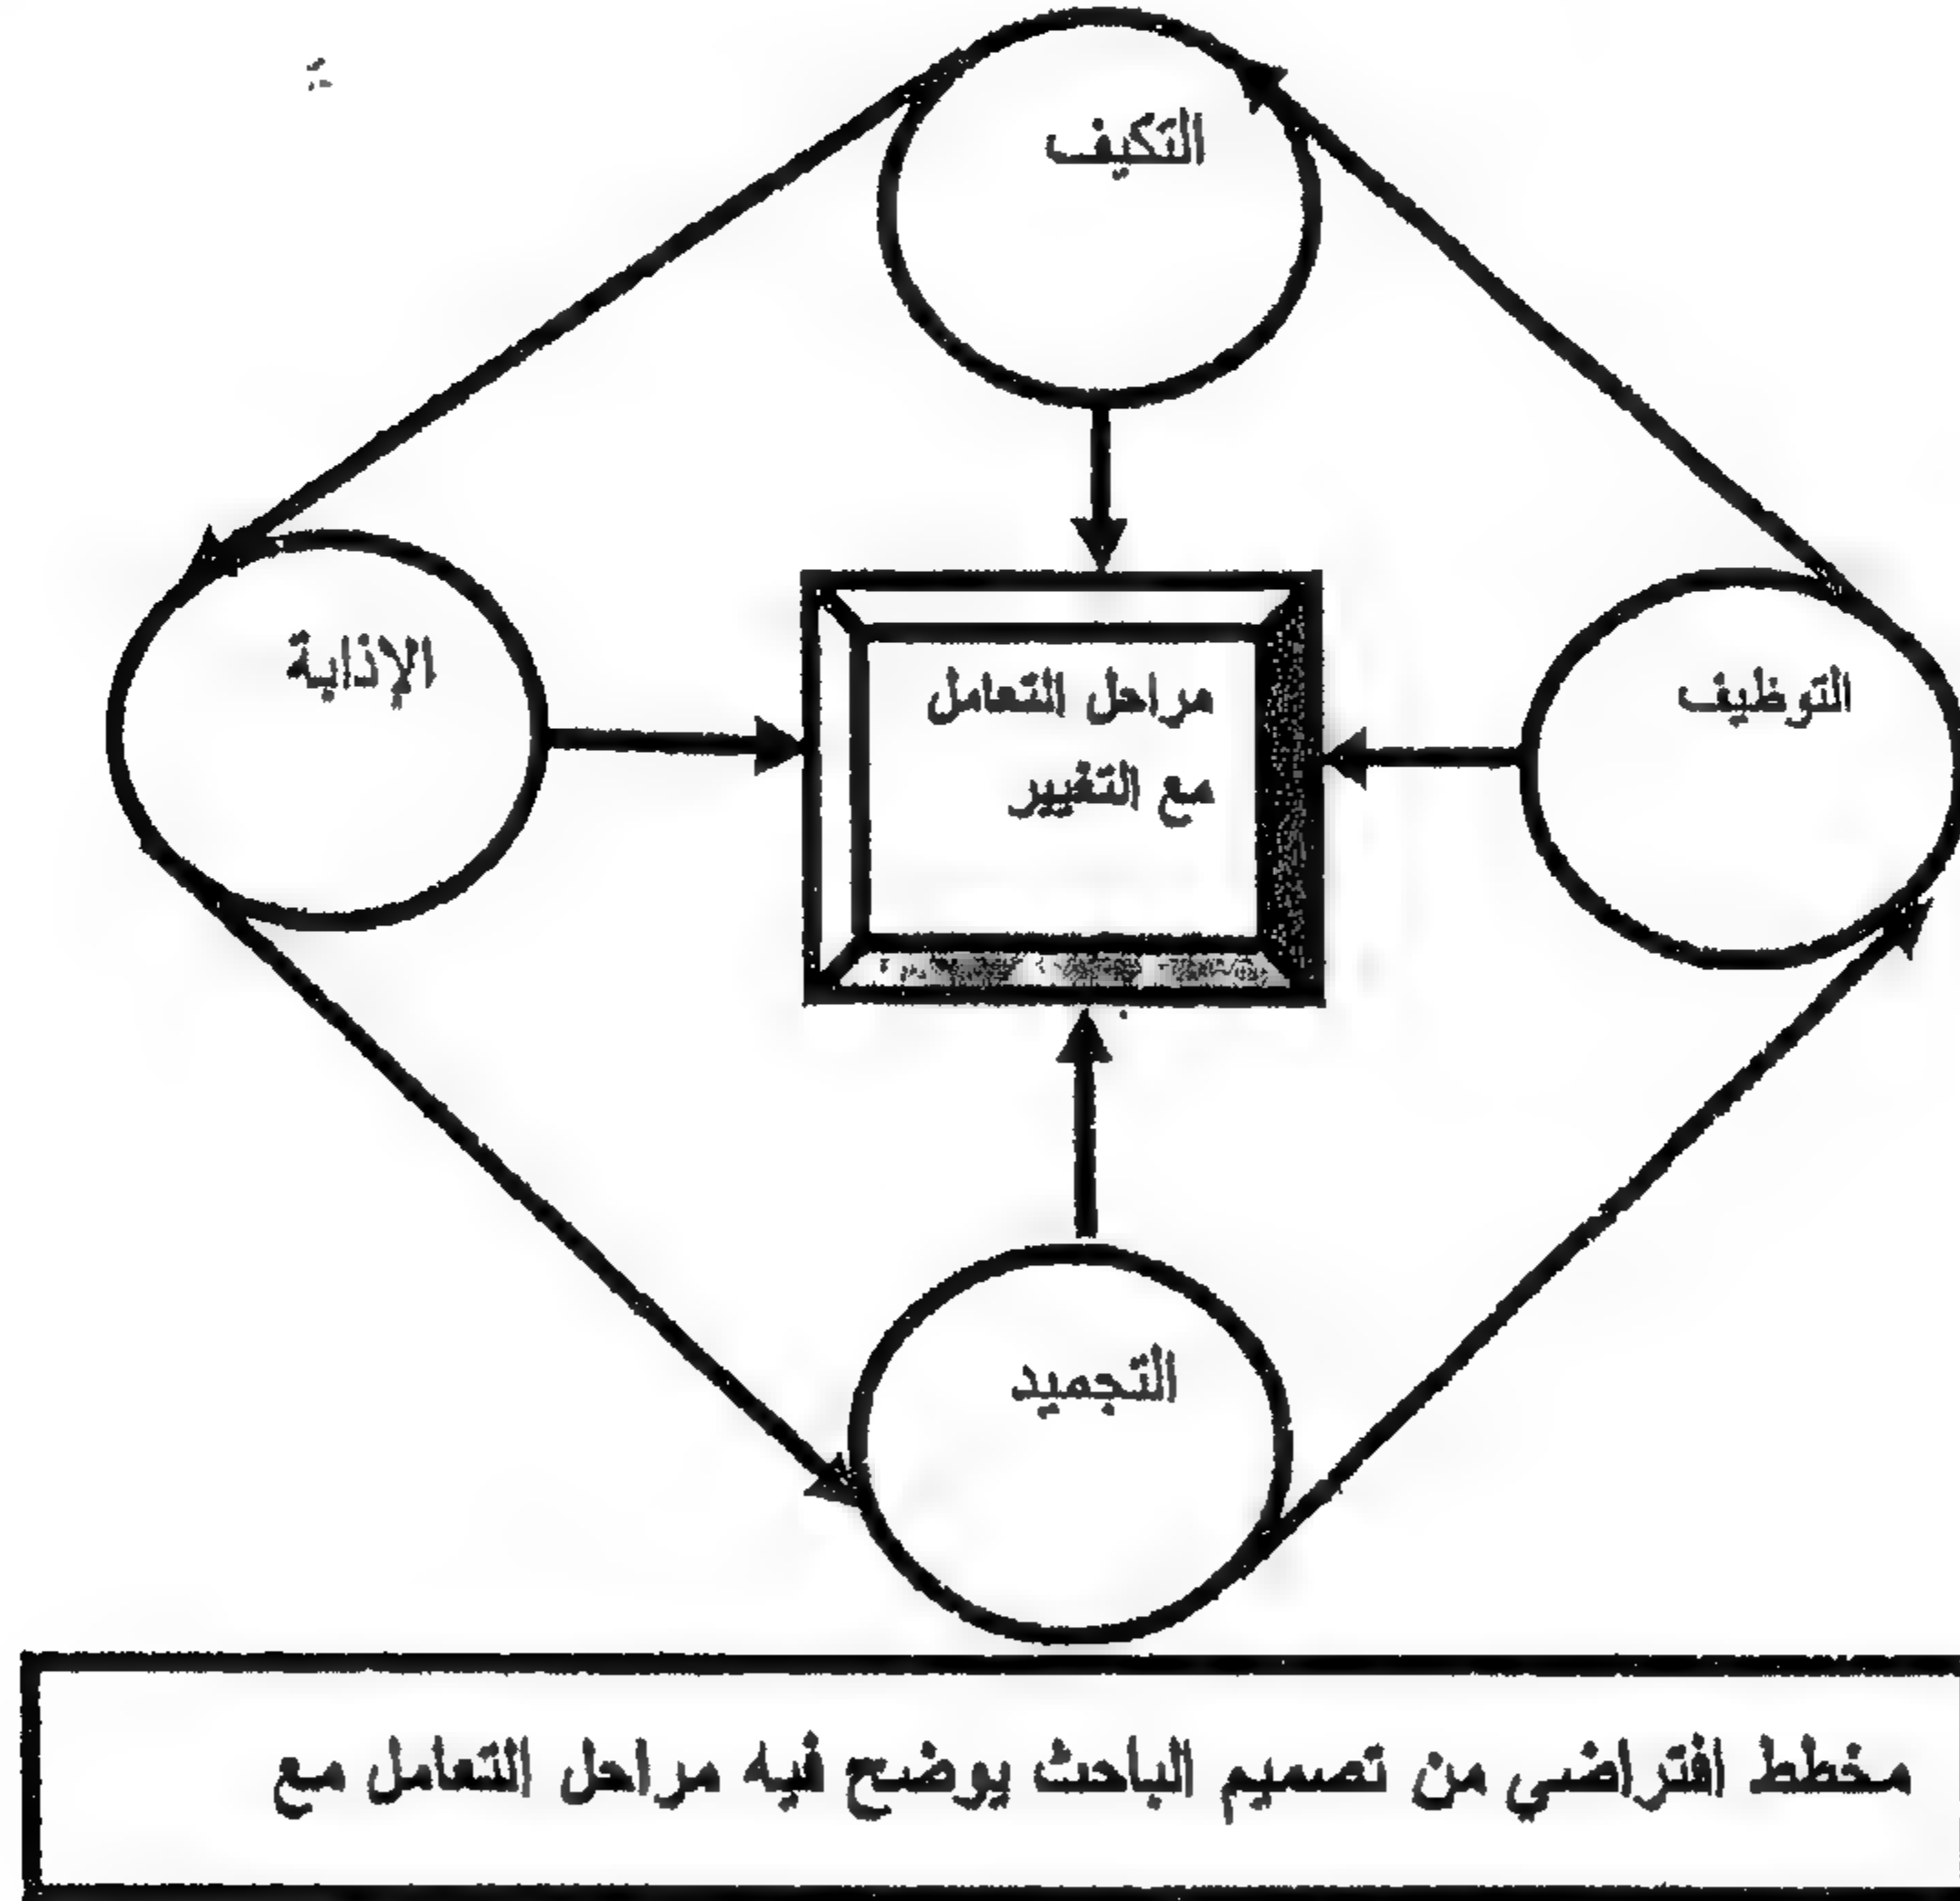 التكيف
الإذابة
مراحل التعامل
مع التغيير
التوظيف
التجميد
مخطط افتراضي من تصميم الباحث يوضح فيه مراحل التعامل مع